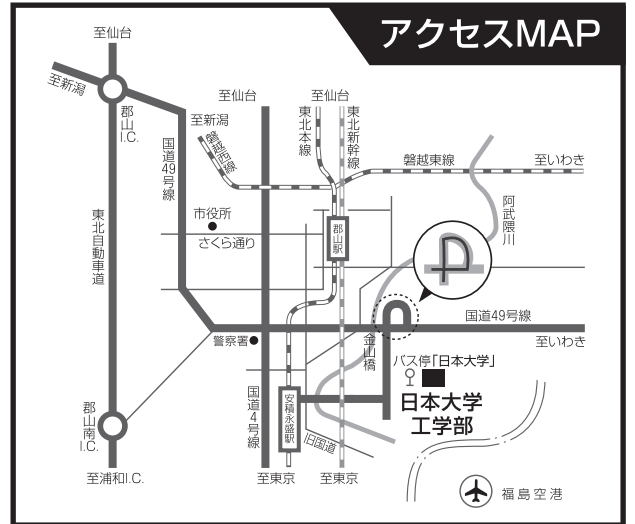 アクセスMAP
至仙台
至新潟
郡山
I.C.
国道49号線
至新潟
磐越西線
至仙台
東北本線
至仙台
東北新幹線
磐越東線
至いわき
阿武隈川
市役所
さくら通り
郡山駅
東北自動車道
国道49号線
至いわき
警察署
金山橋
バス停「日本大学」
日本大学
工学部
郡山南
I.C.
国道4号線
安積永盛駅
旧国道
至浦和I.C.
至東京
至東京
福島空港